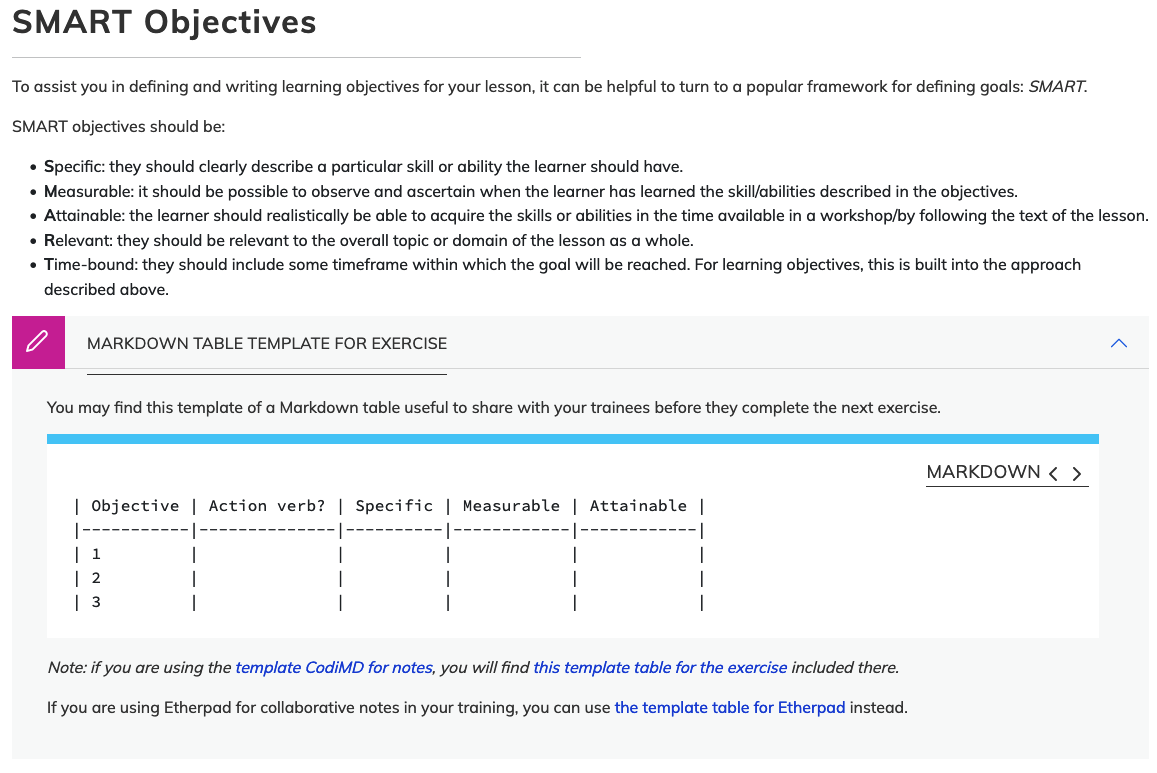 SMART Objectives
To assist you in defining and writing learning objectives for your lesson, it can be helpful to turn to a popular framework for defining goals: SMART.
SMART objectives should be:
• Specific: they should clearly describe a particular skill or ability the learner should have.
• Measurable: it should be possible to observe and ascertain when the learner has learned the skill/abilities described in the objectives.
• Attainable: the learner should realistically be able to acquire the skills or abilities in the time available in a workshop/by following the text of the lesson.
• Relevant: they should be relevant to the overall topic or domain of the lesson as a whole.
• Time-bound: they should include some timeframe within which the goal will be reached. For learning objectives, this is built into the approach
described above.
MARKDOWN TABLE TEMPLATE FOR EXERCISE
You may find this template of a Markdown table useful to share with your trainees before they complete the next exercise.
MARKDOWN < >
| Objective | Action verb? | Specific | Measurable | Attainable |
|-----------|--------------|----------|------------|------------|
| 1         |              |          |            |            |
| 2         |              |          |            |            |
| 3         |              |          |            |            |
Note: if you are using the template CodiMD for notes, you will find this template table for the exercise included there.
If you are using Etherpad for collaborative notes in your training, you can use the template table for Etherpad instead.